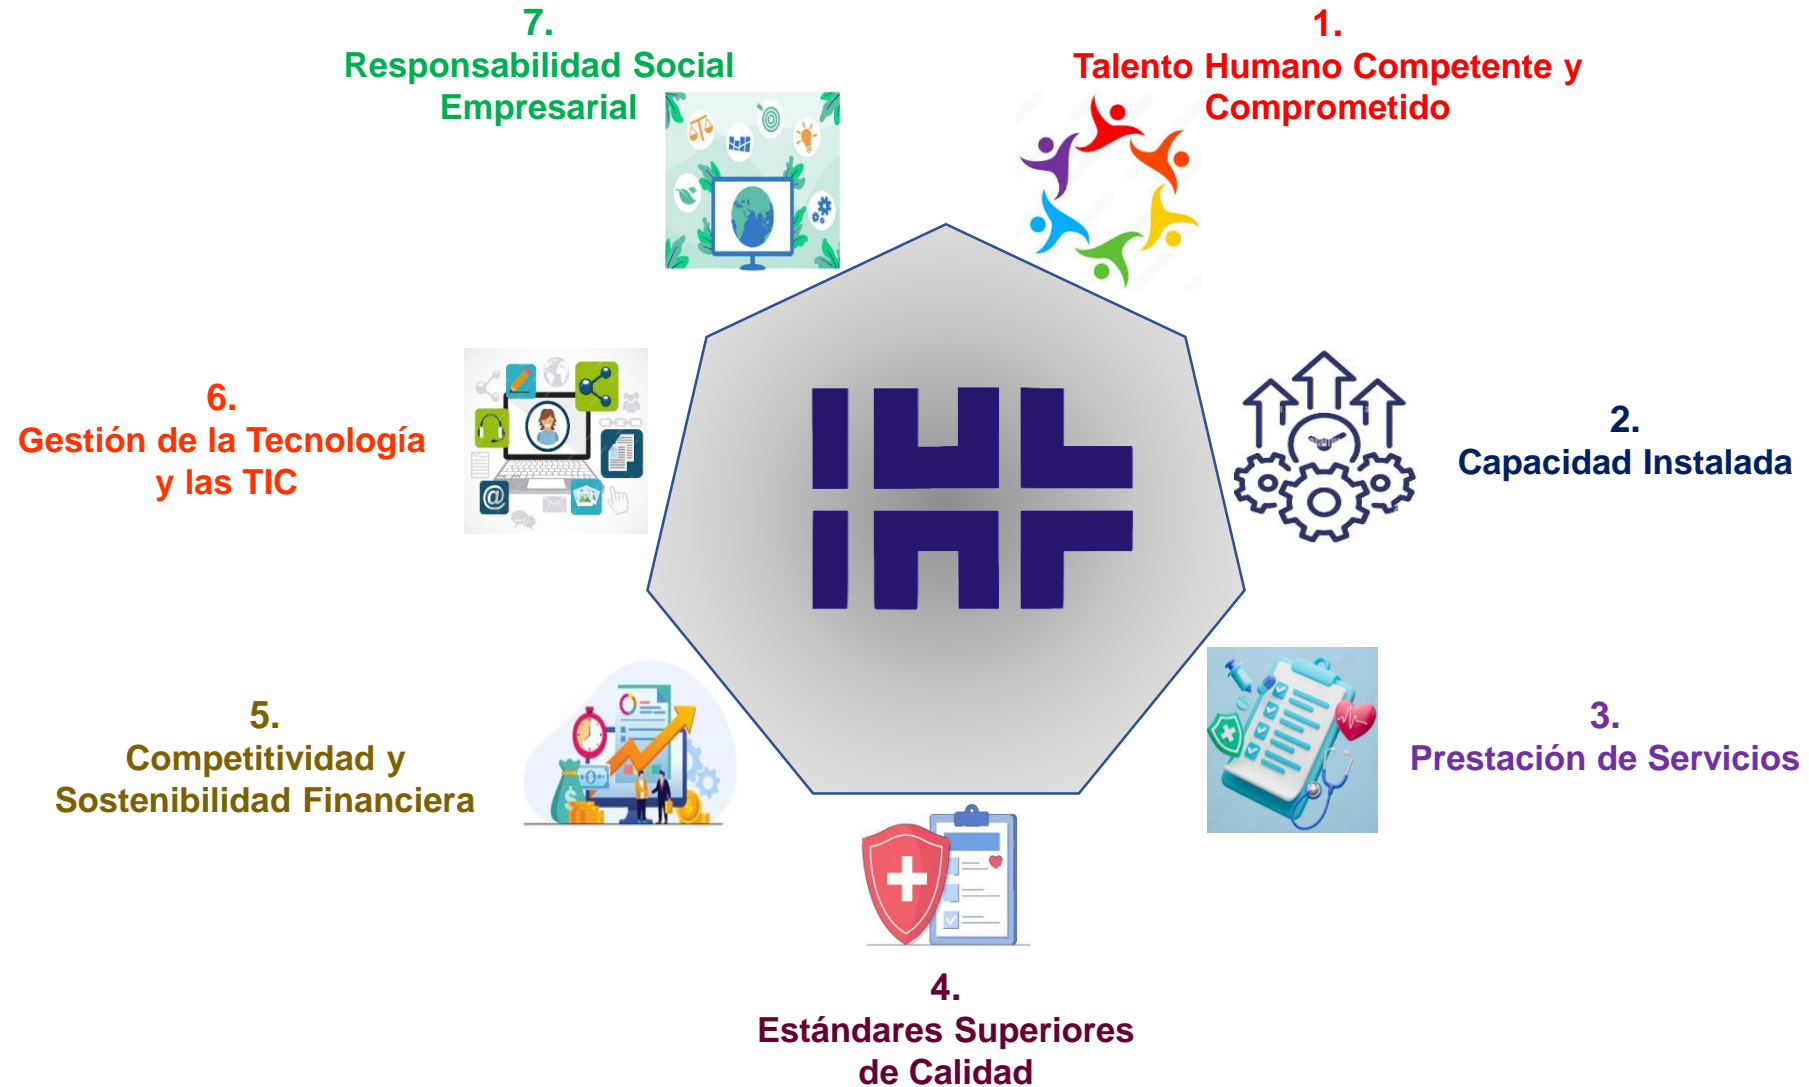 7.
Responsabilidad Social
Empresarial
1.
Talento Humano Competente y
Comprometido
6.
Gestión de la Tecnología
y las TIC
2.
Capacidad Instalada
5.
Competitividad y
Sostenibilidad Financiera
3.
Prestación de Servicios
4.
Estándares Superiores
de Calidad